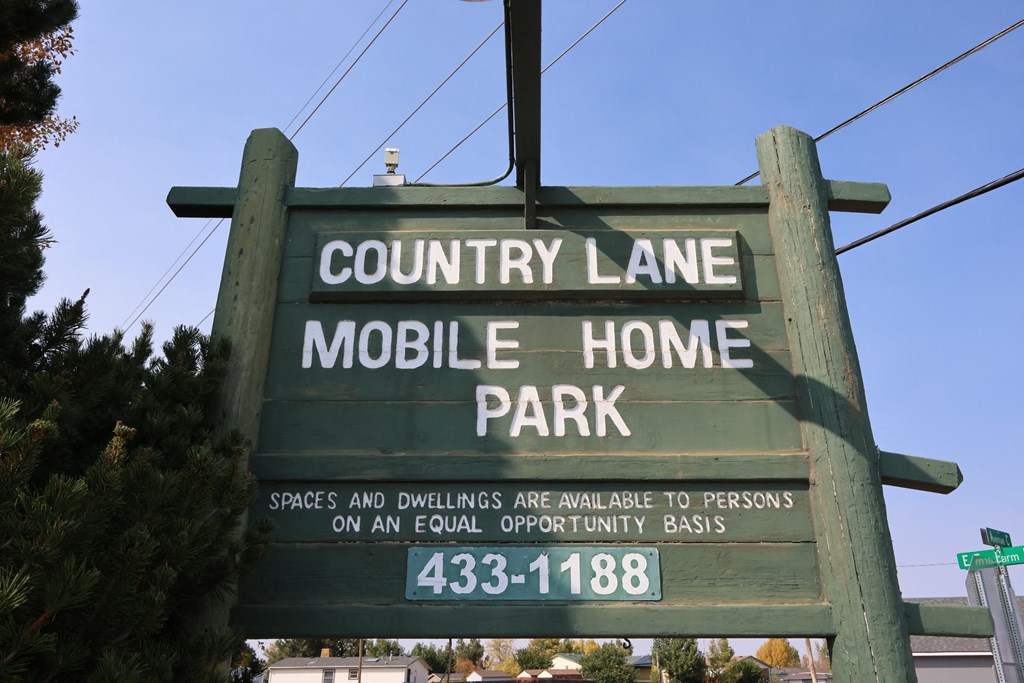 COUNTRY LANE
MOBILE HOME
PARK
SPACES AND DWELLINGS ARE AVAILABLE TO PERSONS
ON AN EQUAL OPPORTUNITY BASIS
433-1188